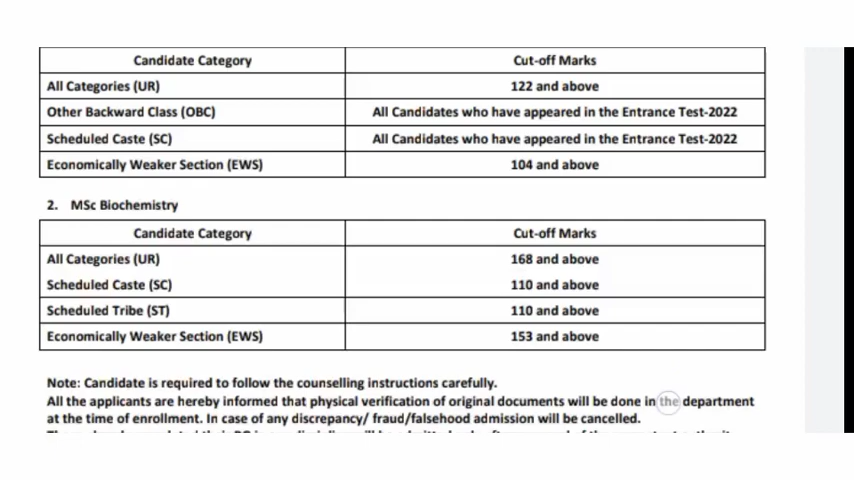 Candidate Category Cut-off Marks
All Categories (UR) 122 and above
Other Backward Class (OBC) All Candidates who have appeared in the Entrance Test-2022
Scheduled Caste (SC) All Candidates who have appeared in the Entrance Test-2022
Economically Weaker Section (EWS) 104 and above
2. MSc Biochemistry
Candidate Category Cut-off Marks
All Categories (UR) 168 and above
Scheduled Caste (SC) 110 and above
Scheduled Tribe (ST) 110 and above
Economically Weaker Section (EWS) 153 and above
Note: Candidate is required to follow the counselling instructions carefully.
All the applicants are hereby informed that physical verification of original documents will be done in the department
at the time of enrollment. In case of any discrepancy/ fraud/falsehood admission will be cancelled.